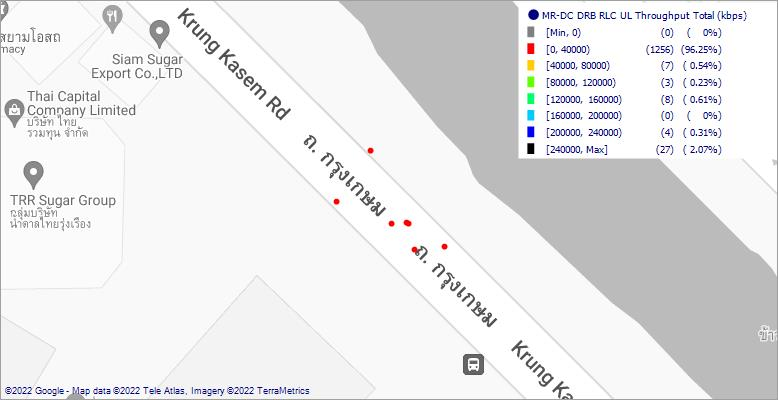 สยามโอสถ
macy
Siam Sugar
Export Co.,LTD
Thai Capital
Company Limited
บริษัท ไทย
รวมทุน จำกัด
TRR Sugar Group
กลุ่มบริษัท
น้ำตาลไทยรุ่งเรือง
Krung Kasem Rd
ถ. กรุงเกษม
ถ. กรุงเกษม
Krung Ka
ข้า
MR-DC DRB RLC UL Throughput Total (kbps)
[Min, 0) (0) ( 0%)
[0, 40000) (1256) (96.25%)
[40000, 80000) (7) ( 0.54%)
[80000, 120000) (3) ( 0.23%)
[120000, 160000) (8) ( 0.61%)
[160000, 200000) (0) ( 0%)
[200000, 240000) (4) ( 0.31%)
[240000, Max] (27) ( 2.07%)
©2022 Google - Map data ©2022 Tele Atlas, Imagery ©2022 TerraMetrics